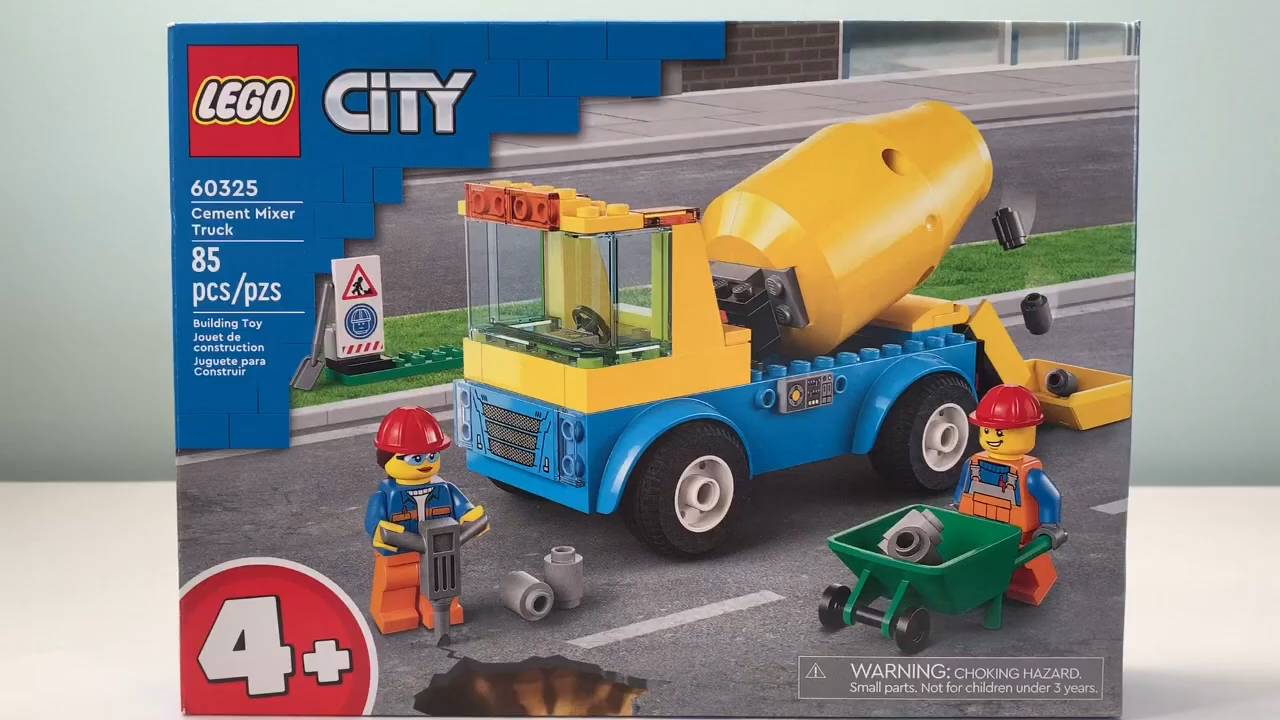 LEGO
CITY
60325
Cement Mixer
Truck
85
pcs/pzs
Building Toy
Jouet de
construction
Juguete para
Construir
4+
WARNING: CHOKING HAZARD.
Small parts. Not for children under 3 years.